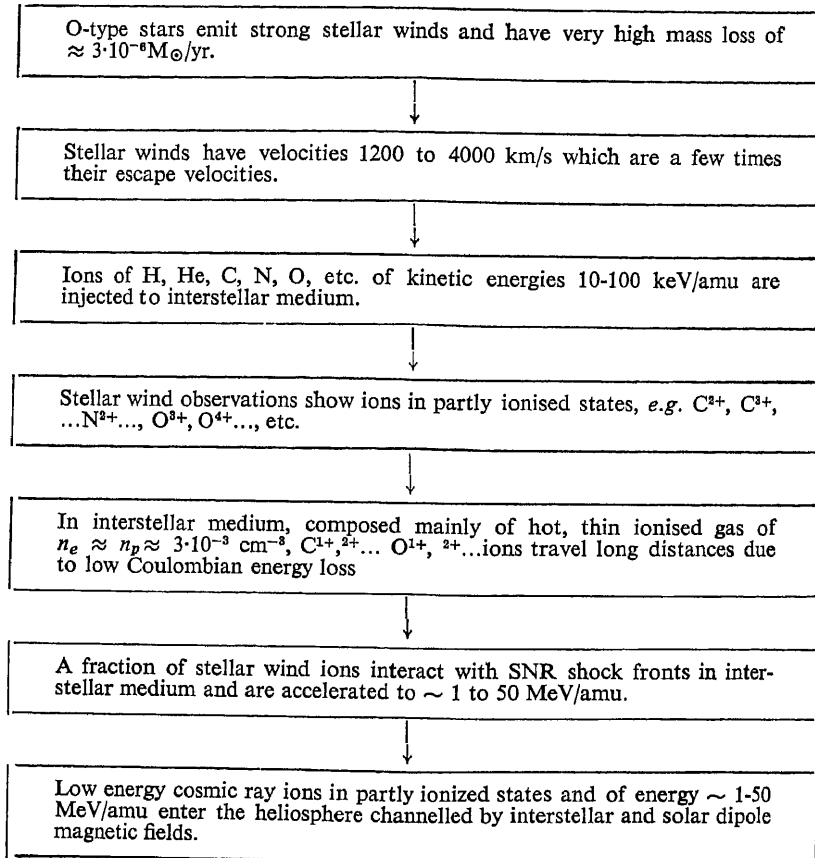 O-type stars emit strong stellar winds and have very high mass loss of
≈ 3·10⁻⁶M⊙/yr.
↓
Stellar winds have velocities 1200 to 4000 km/s which are a few times
their escape velocities.
↓
Ions of H, He, C, N, O, etc. of kinetic energies 10-100 keV/amu are
injected to interstellar medium.
↓
Stellar wind observations show ions in partly ionised states, e.g. C²⁺, C³⁺,
...N²⁺..., O³⁺, O⁴⁺..., etc.
↓
In interstellar medium, composed mainly of hot, thin ionised gas of
nₑ ≈ nₚ ≈ 3·10⁻³ cm⁻³, C¹⁺,²⁺... O¹⁺, ²⁺...ions travel long distances due
to low Coulombian energy loss
↓
A fraction of stellar wind ions interact with SNR shock fronts in inter-
stellar medium and are accelerated to ~ 1 to 50 MeV/amu.
↓
Low energy cosmic ray ions in partly ionized states and of energy ~ 1-50
MeV/amu enter the heliosphere channelled by interstellar and solar dipole
magnetic fields.